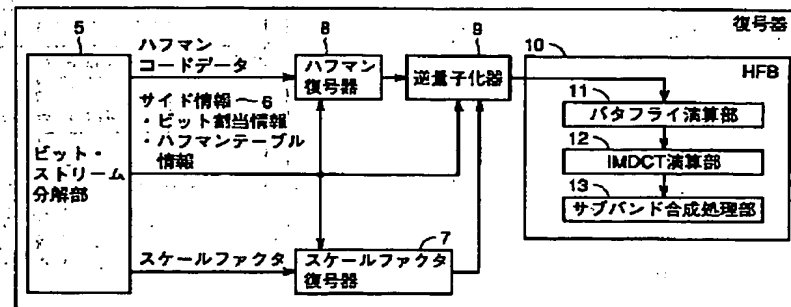 復号器
5
ハフマン
コードデータ
8
ハフマン
復号器
9
逆量子化器
10
HFB
11
バタフライ演算部
12
IMDCT演算部
13
サブバンド合成処理部
サイド情報~6
・ビット割当情報
・ハフマンテーブル
情報
ビット・
ストリーム
分解部
スケールファクタ
7
スケールファクタ
復号器